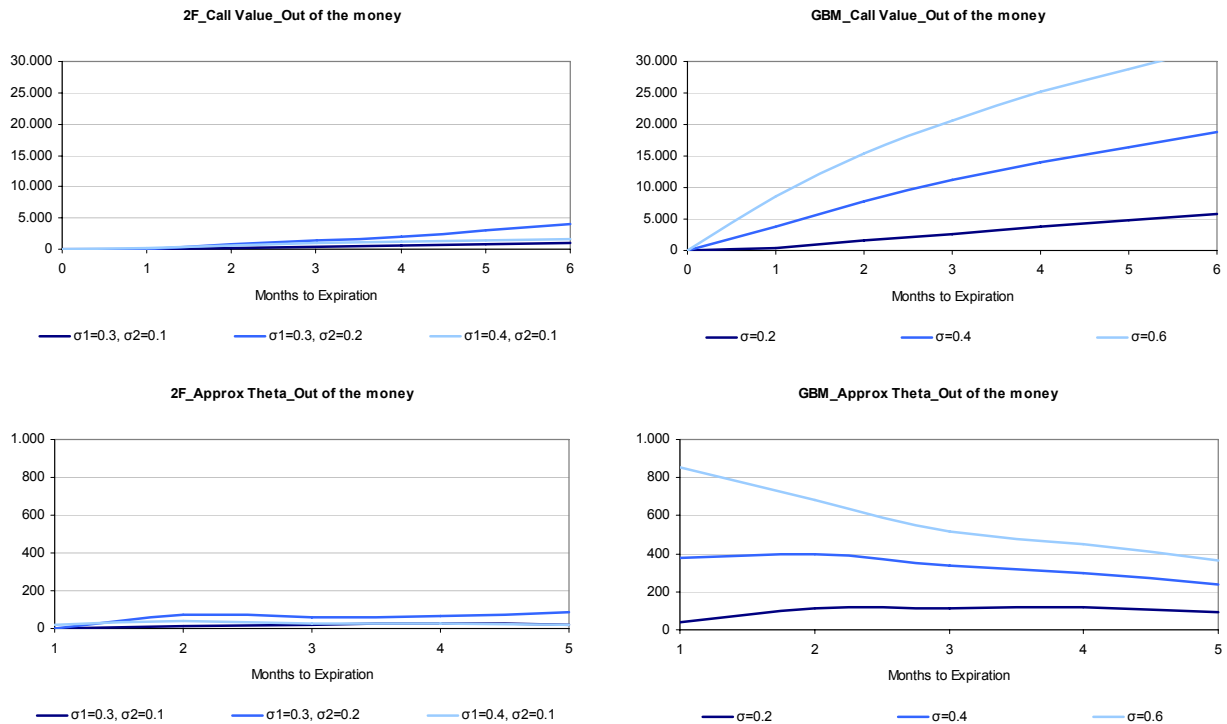 2F_Call Value_Out of the money
30.000
25.000
20.000
15.000
10.000
5.000
0
0 1 2 3 4 5 6
Months to Expiration
σ1=0.3, σ2=0.1 σ1=0.3, σ2=0.2 σ1=0.4, σ2=0.1
GBM_Call Value_Out of the money
30.000
25.000
20.000
15.000
10.000
5.000
0
0 1 2 3 4 5 6
Months to Expiration
σ=0.2 σ=0.4 σ=0.6
2F_Approx Theta_Out of the money
1.000
800
600
400
200
0
1 2 3 4 5
Months to Expiration
σ1=0.3, σ2=0.1 σ1=0.3, σ2=0.2 σ1=0.4, σ2=0.1
GBM_Approx Theta_Out of the money
1.000
800
600
400
200
0
1 2 3 4 5
Months to Expiration
σ=0.2 σ=0.4 σ=0.6